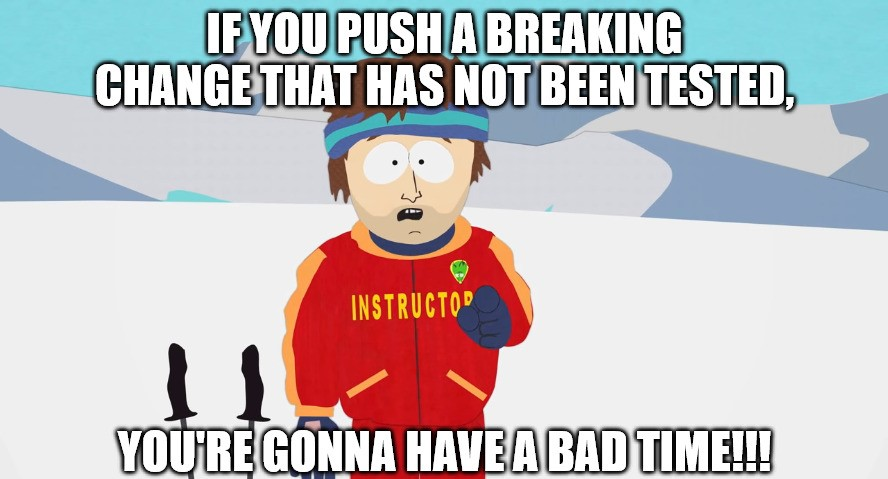 IF YOU PUSH A BREAKING
CHANGE THAT HAS NOT BEEN TESTED,
INSTRUCTOR
YOU'RE GONNA HAVE A BAD TIME!!!